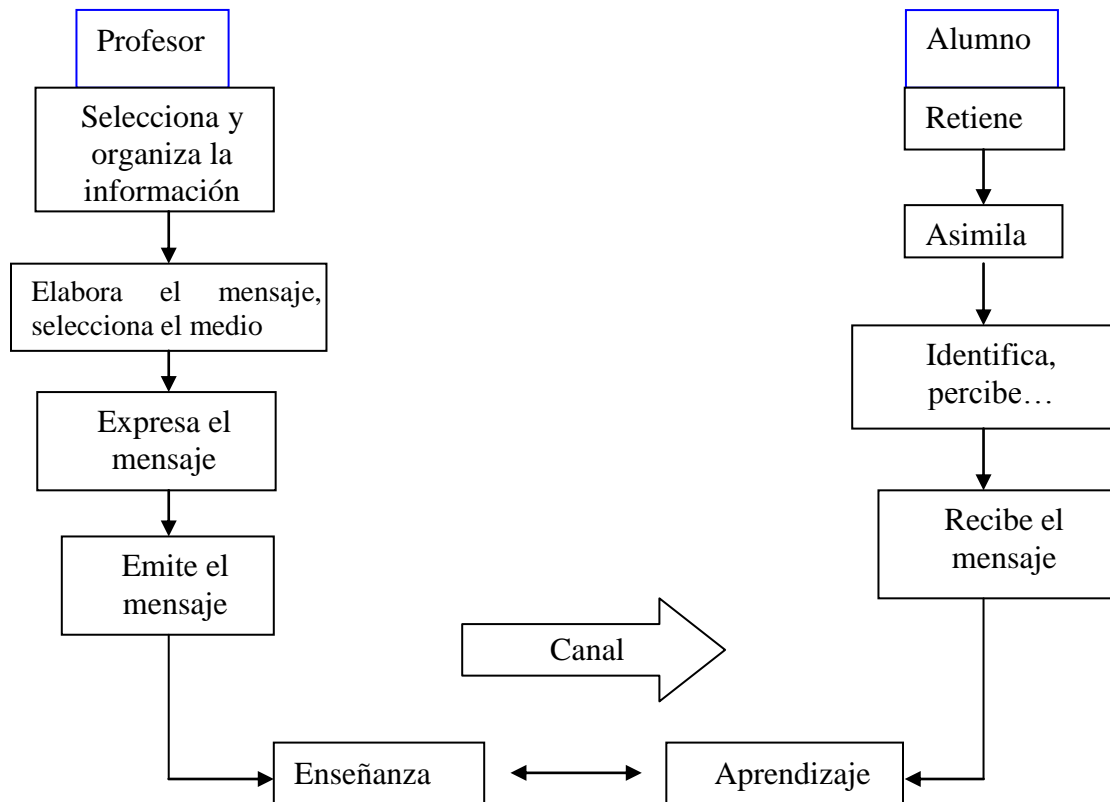 Profesor
Selecciona y
organiza la
información
Elabora el mensaje,
selecciona el medio
Expresa el
mensaje
Emite el
mensaje
Canal
Enseñanza
Alumno
Retiene
Asimila
Identifica,
percibe…
Recibe el
mensaje
Aprendizaje